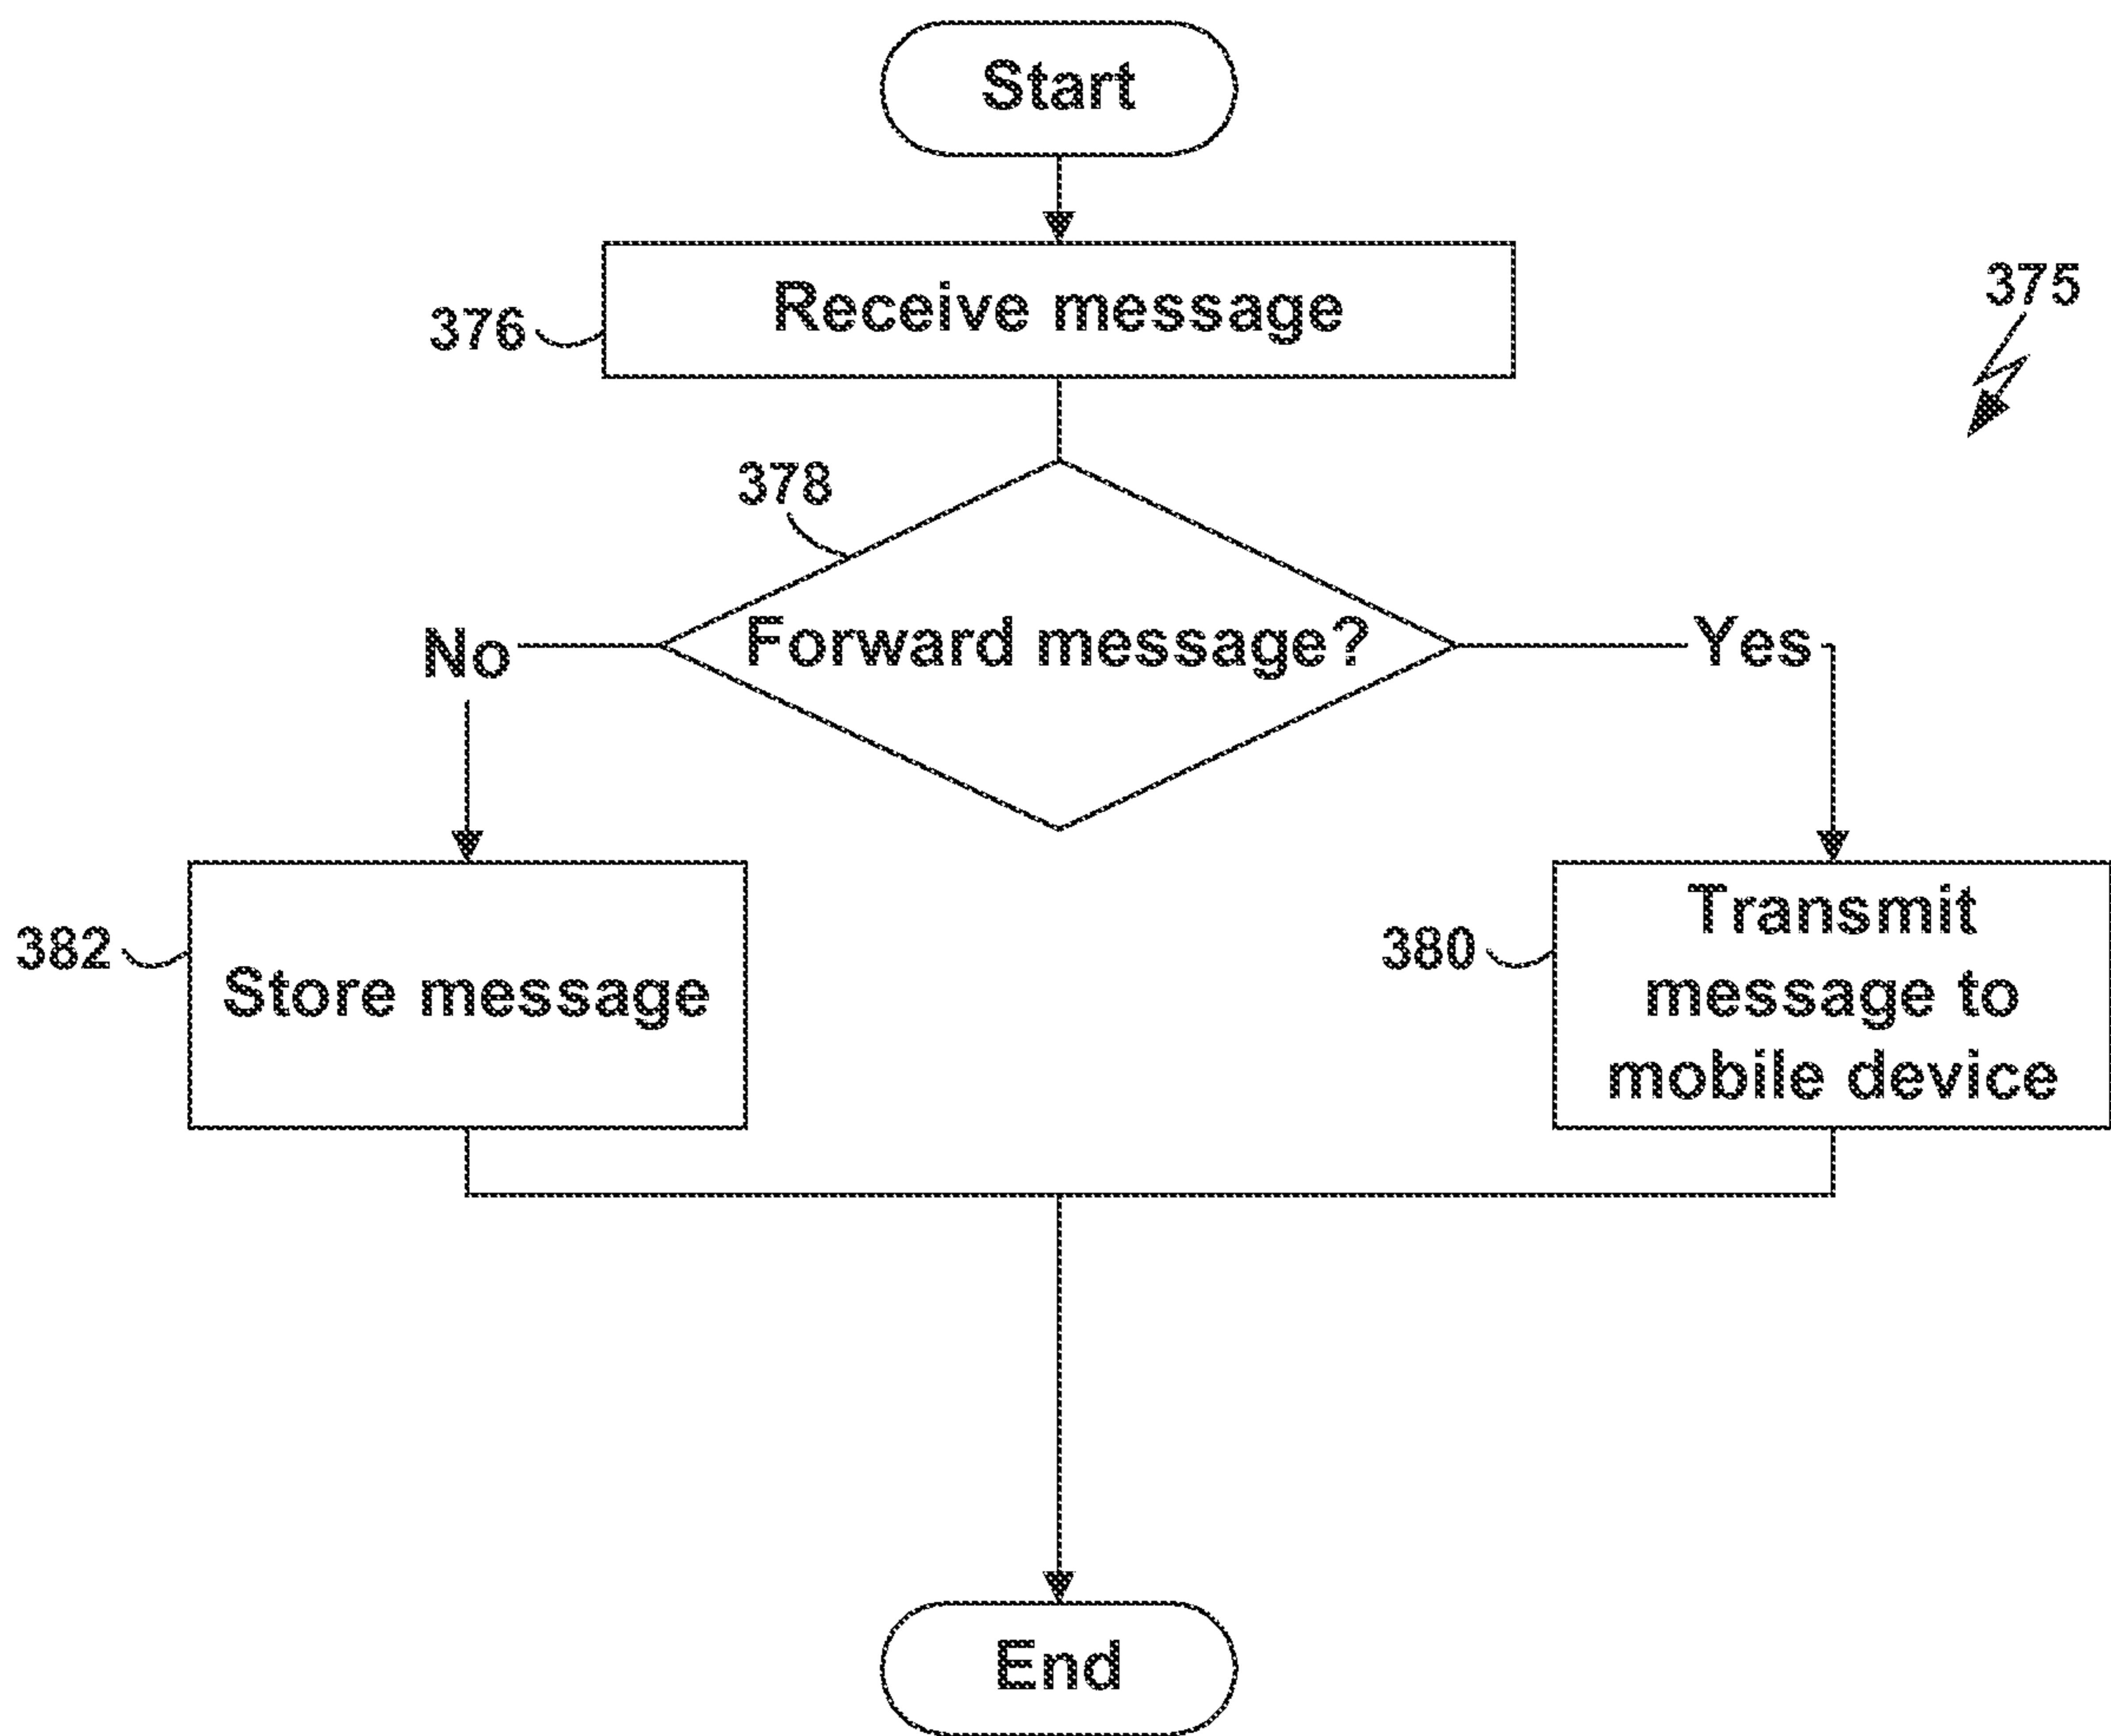 Start
Receive message
376
375
378
Forward message?
No
Yes
382
Store message
380
Transmit
message to
mobile device
End